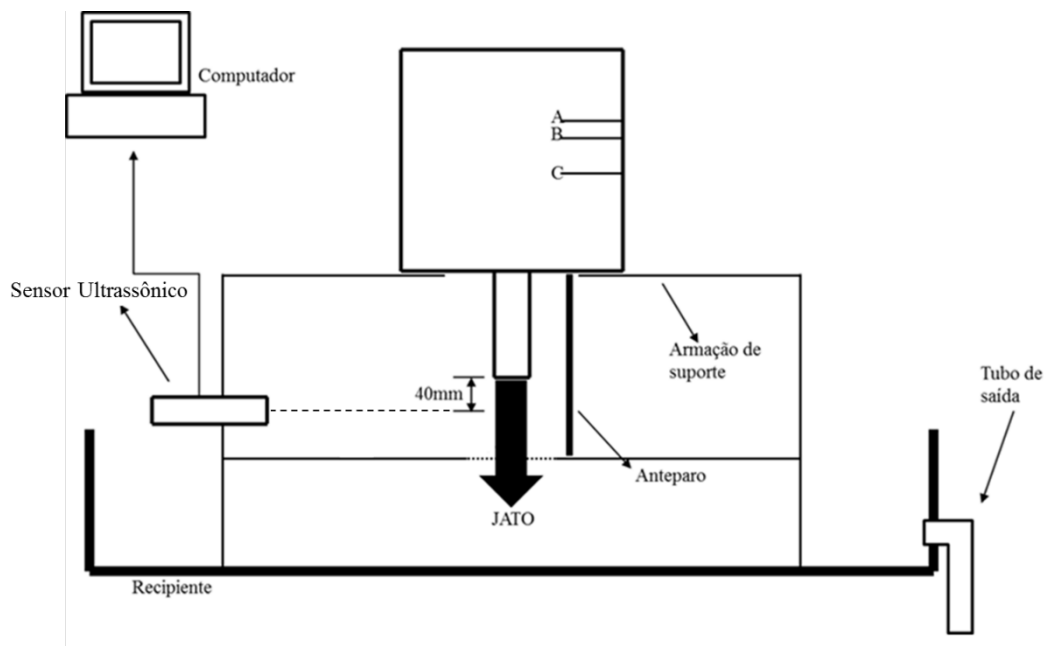 Computador
A
B
C
Sensor Ultrassônico
Armação de
suporte
Tubo de
saída
40mm
Anteparo
JATO
Recipiente